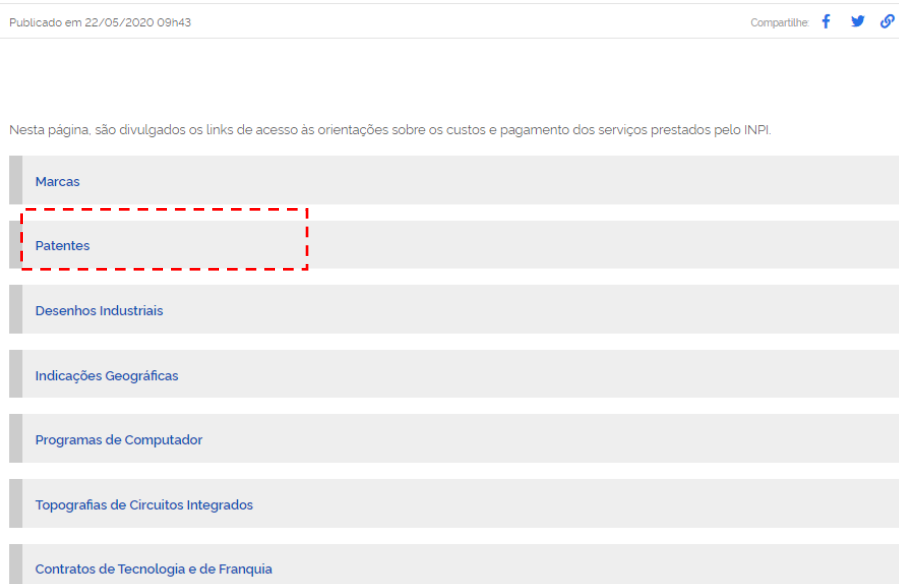 Publicado em 22/05/2020 09h43 Compartilhe:
Nesta página, são divulgados os links de acesso às orientações sobre os custos e pagamento dos serviços prestados pelo INPI.
Marcas
Patentes
Desenhos Industriais
Indicações Geográficas
Programas de Computador
Topografias de Circuitos Integrados
Contratos de Tecnologia e de Franquia